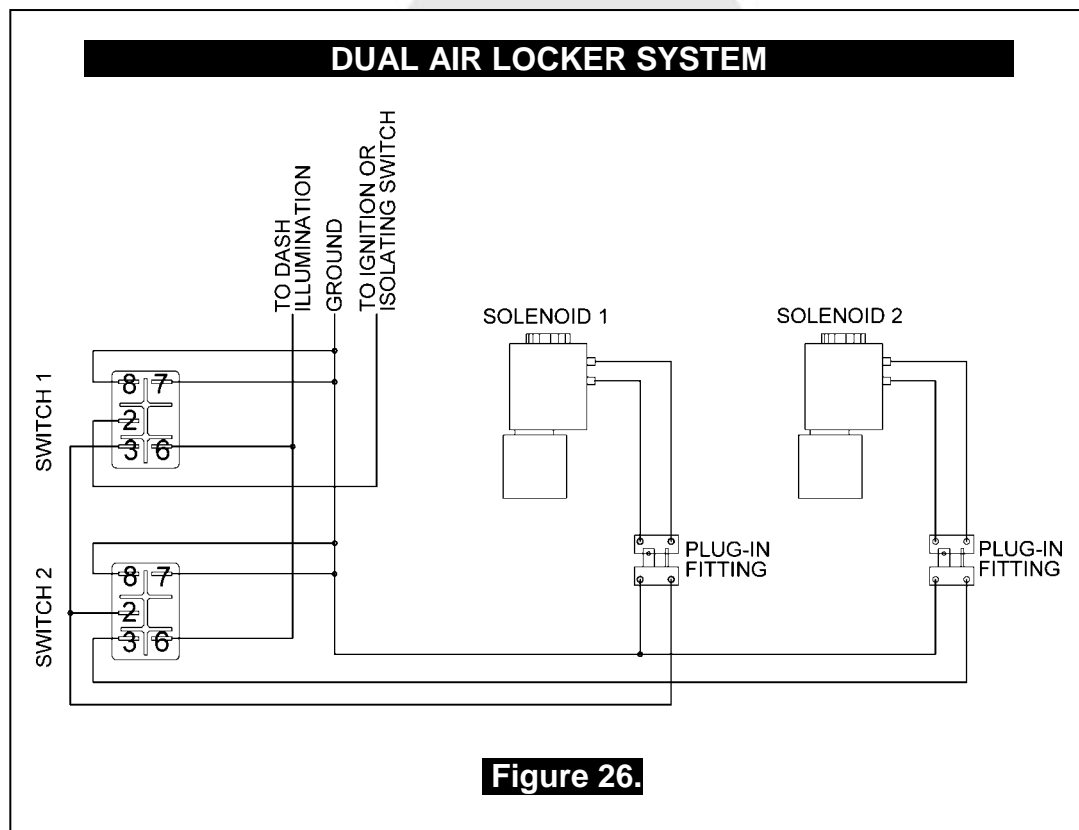 DUAL AIR LOCKER SYSTEM
TO DASH
ILLUMINATION
GROUND
TO IGNITION OR
ISOLATING SWITCH
SOLENOID 1
SOLENOID 2
SWITCH 1
8 7
2
3 6
SWITCH 2
8 7
2
3 6
PLUG-IN
FITTING
PLUG-IN
FITTING
Figure 26.